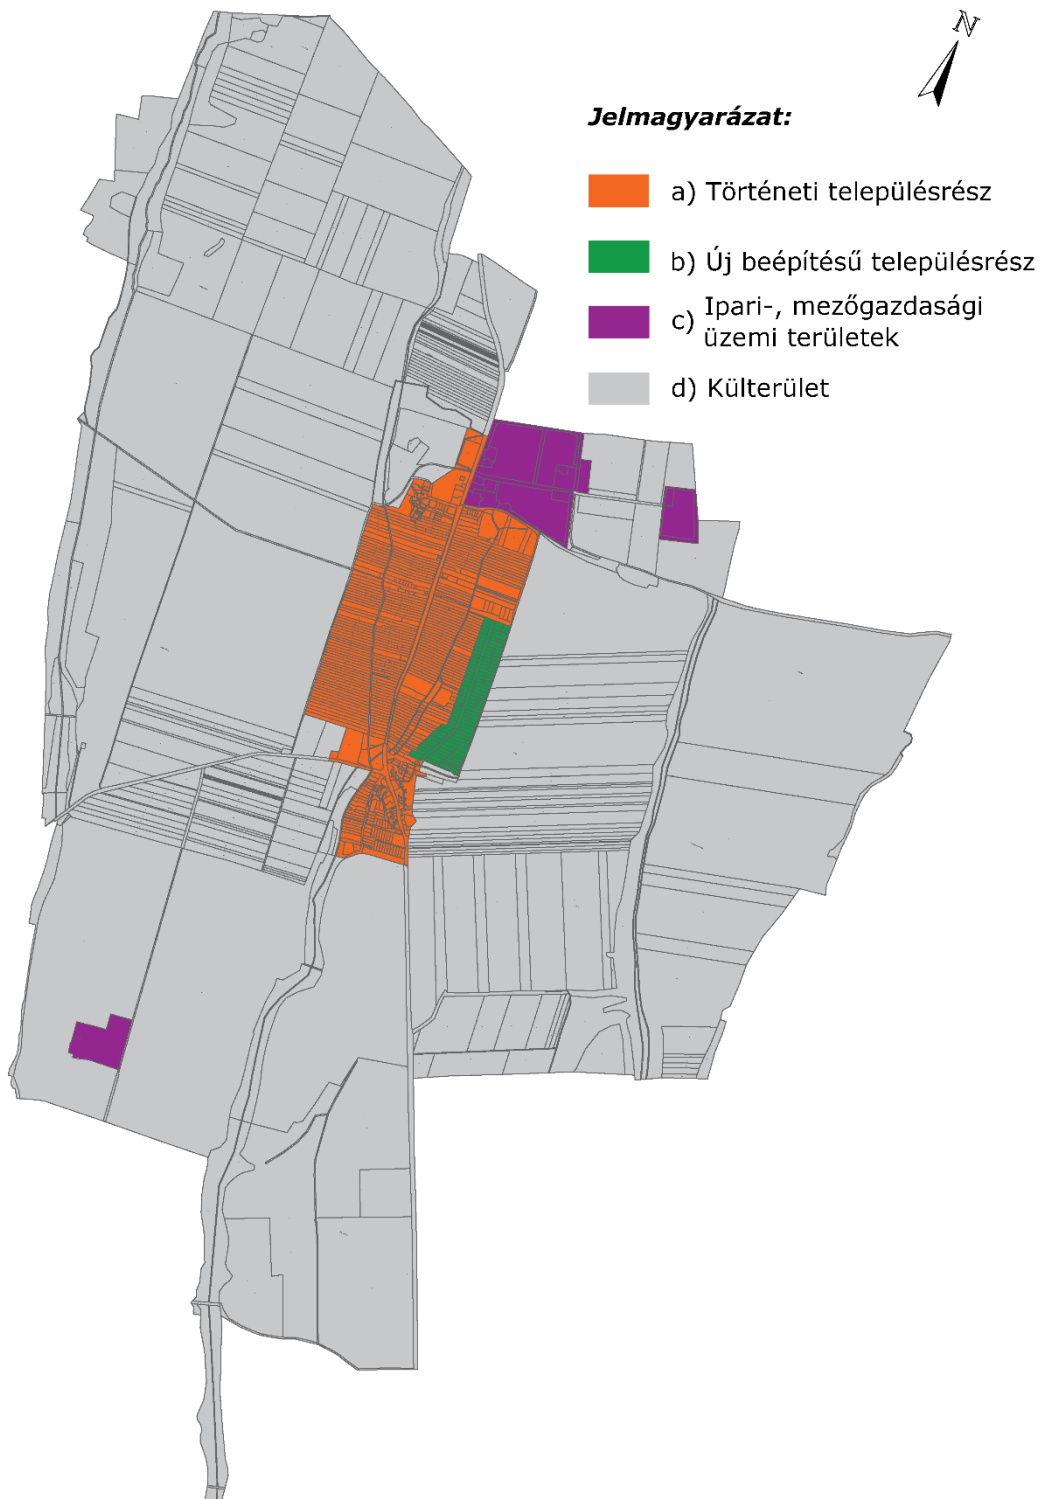 N
Jelmagyarázat:
a) Történeti településrész
b) Új beépítésű településrész
c) Ipari-, mezőgazdasági
üzemi területek
d) Külterület